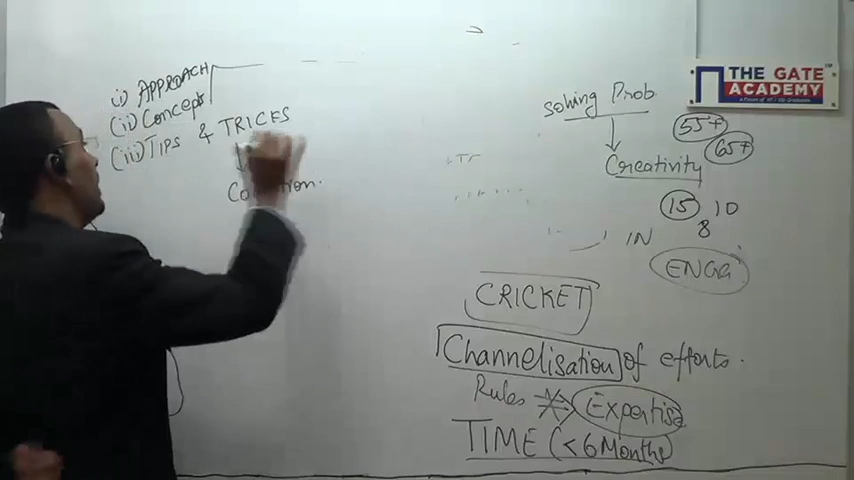 (i) APPROACH
(ii) Concept
(iii) Tips & TRICES
solving Prob
Creativity
55+
65+
15 10
8
IN
ENGG
CRICKET
Channelisation of efforts.
Rules
Expertise
TIME (<6 Months)
THE GATE
ACADEMY